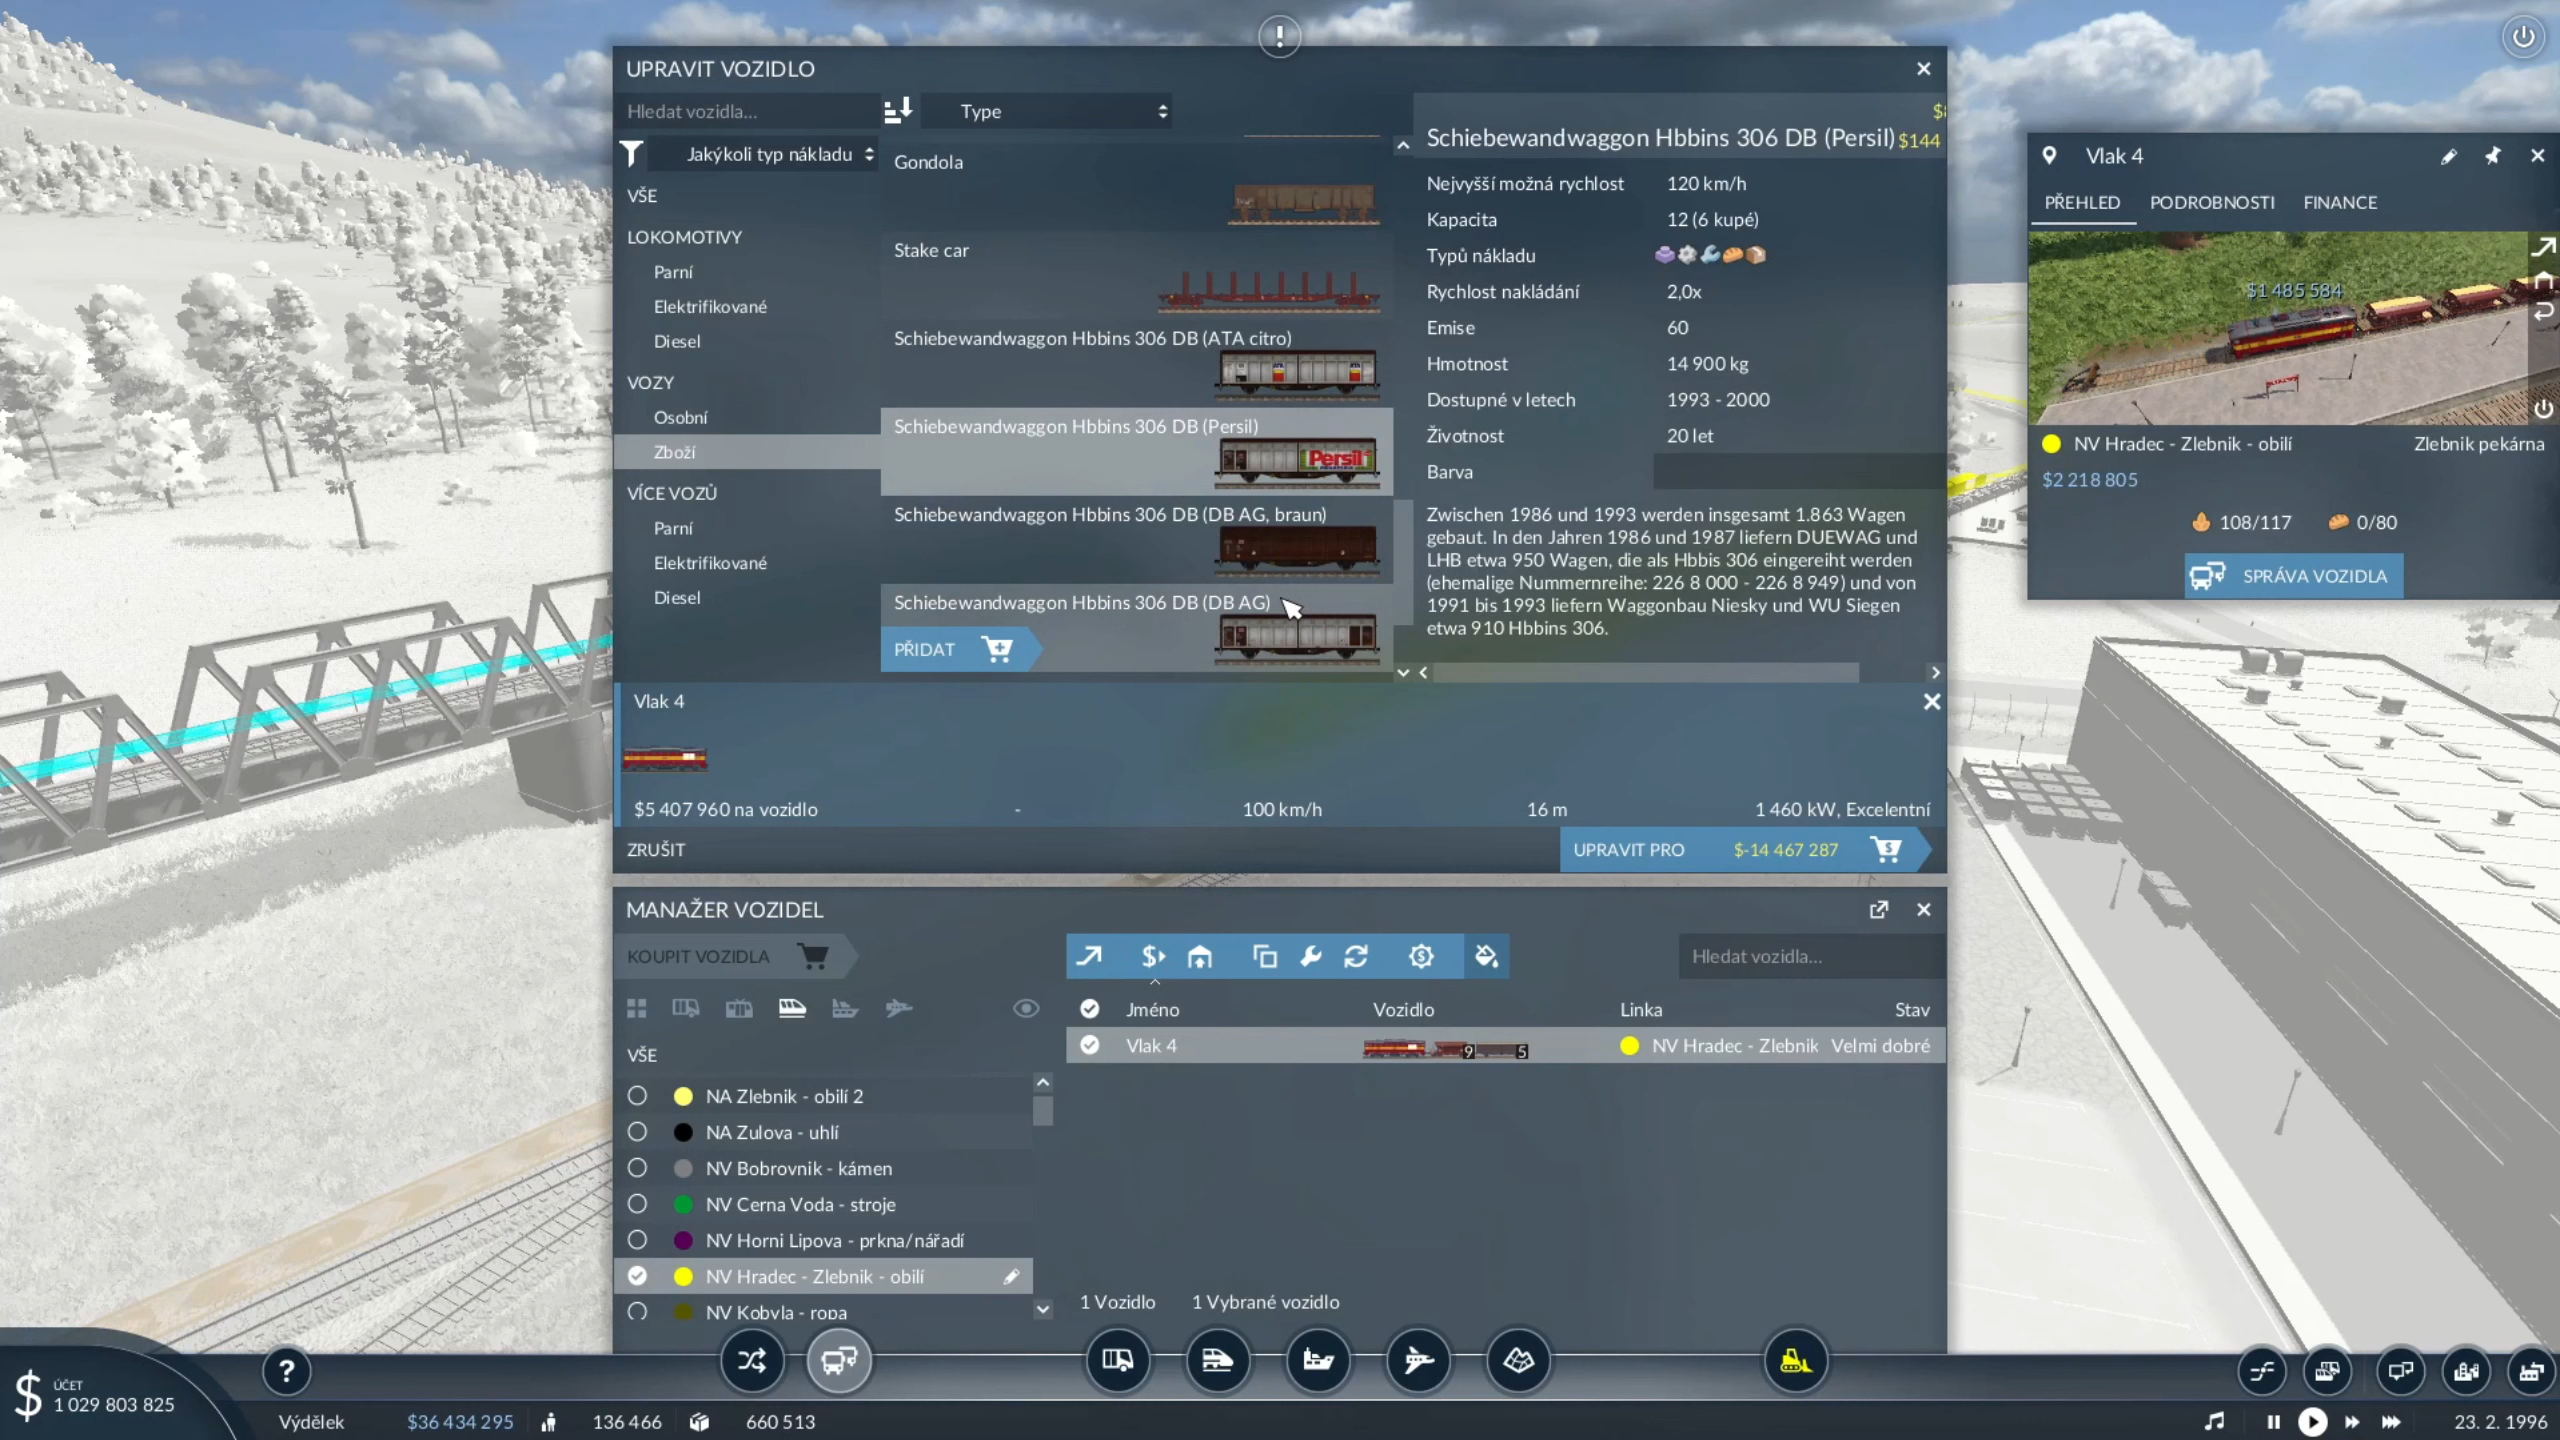 UPRAVIT VOZIDLO
Hledat vozidla...
Type
Jakýkoli typ nákladu
VŠE
LOKOMOTIVY
Parní
Elektrifikované
Diesel
VOZY
Osobní
Zboží
VÍCE VOZŮ
Parní
Elektrifikované
Diesel
Gondola
Stake car
Schiebewandwaggon Hbbins 306 DB (ATA citro)
Schiebewandwaggon Hbbins 306 DB (Persil)
Persil
Schiebewandwaggon Hbbins 306 DB (DB AG, braun)
Schiebewandwaggon Hbbins 306 DB (DB AG)
PŘIDAT
Schiebewandwaggon Hbbins 306 DB (Persil) $144
Nejvyšší možná rychlost 120 km/h
Kapacita 12 (6 kupé)
Typů nákladu
Rychlost nakládání 2,0x
Emise 60
Hmotnost 14 900 kg
Dostupné v letech 1993 - 2000
Životnost 20 let
Barva
Zwischen 1986 und 1993 werden insgesamt 1.863 Wagen
gebaut. In den Jahren 1986 und 1987 liefern DUEWAG und
LHB etwa 950 Wagen, die als Hbbis 306 eingereiht werden
(ehemalige Nummernreihe: 226 8 000 - 226 8 949) und von
1991 bis 1993 liefern Waggonbau Niesky und WU Siegen
etwa 910 Hbbins 306.
Vlak 4
$5 407 960 na vozidlo - 100 km/h 16 m 1 460 kW, Excelentní
ZRUŠIT
UPRAVIT PRO $-14 467 287
MANAŽER VOZIDEL
KOUPIT VOZIDLA
Hledat vozidla...
VŠE
NA Zlebnik - obilí 2
NA Zulova - uhlí
NV Bobrovnik - kámen
NV Cerna Voda - stroje
NV Horni Lipova - prkna/nářadí
NV Hradec - Zlebnik - obilí
NV Kobyla - ropa
Jméno Vozidlo Linka Stav
Vlak 4 9 5 NV Hradec - Zlebnik Velmi dobré
1 Vozidlo 1 Vybrané vozidlo
Vlak 4
PŘEHLED PODROBNOSTI FINANCE
$1 485 584
NV Hradec - Zlebnik - obilí Zlebnik pekárna
$2 218 805
108/117 0/80
SPRÁVA VOZIDLA
ÚČET
1 029 803 825
Výdělek $36 434 295 136 466 660 513
23. 2. 1996